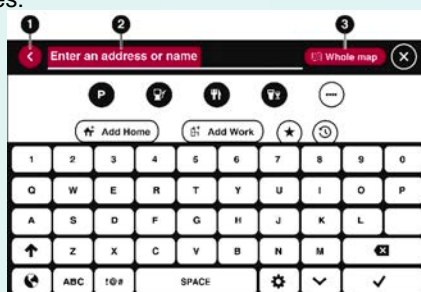 es.
1 2 3
Enter an address or name Whole map
P
Add Home Add Work
1 2 3 4 5 6 7 8 9 0
Q W E R T Y U I O P
A S D F G H J K L
Z X C V B N M
ABC !@# SPACE